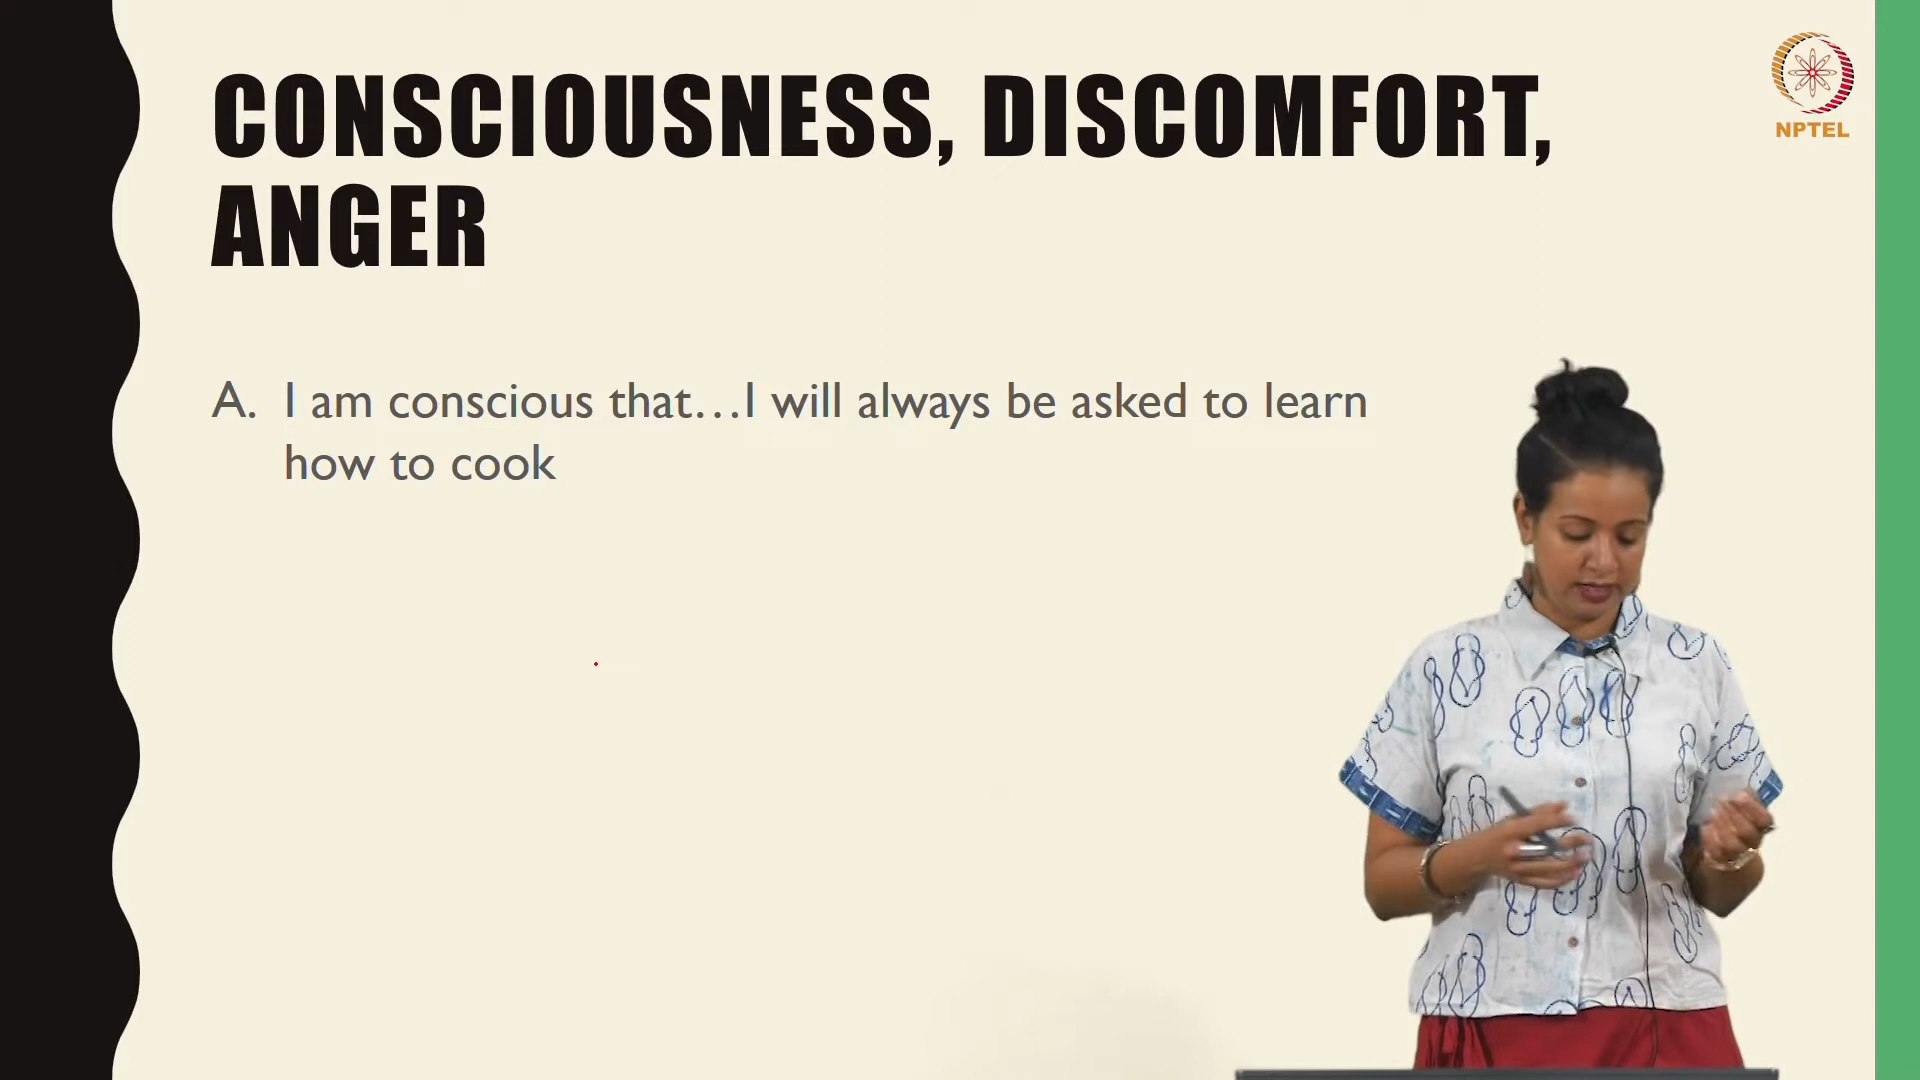 CONSCIOUSNESS, DISCOMFORT,
ANGER
NPTEL
A. I am conscious that...I will always be asked to learn
how to cook